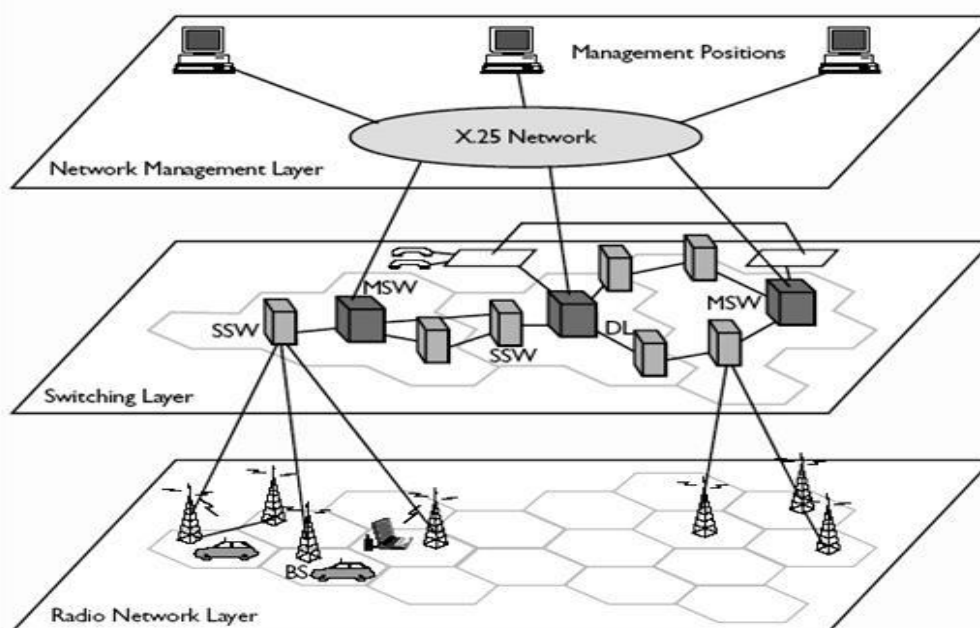 Management Positions
X.25 Network
Network Management Layer
MSW
MSW
SSW
DL
SSW
Switching Layer
BS
Radio Network Layer